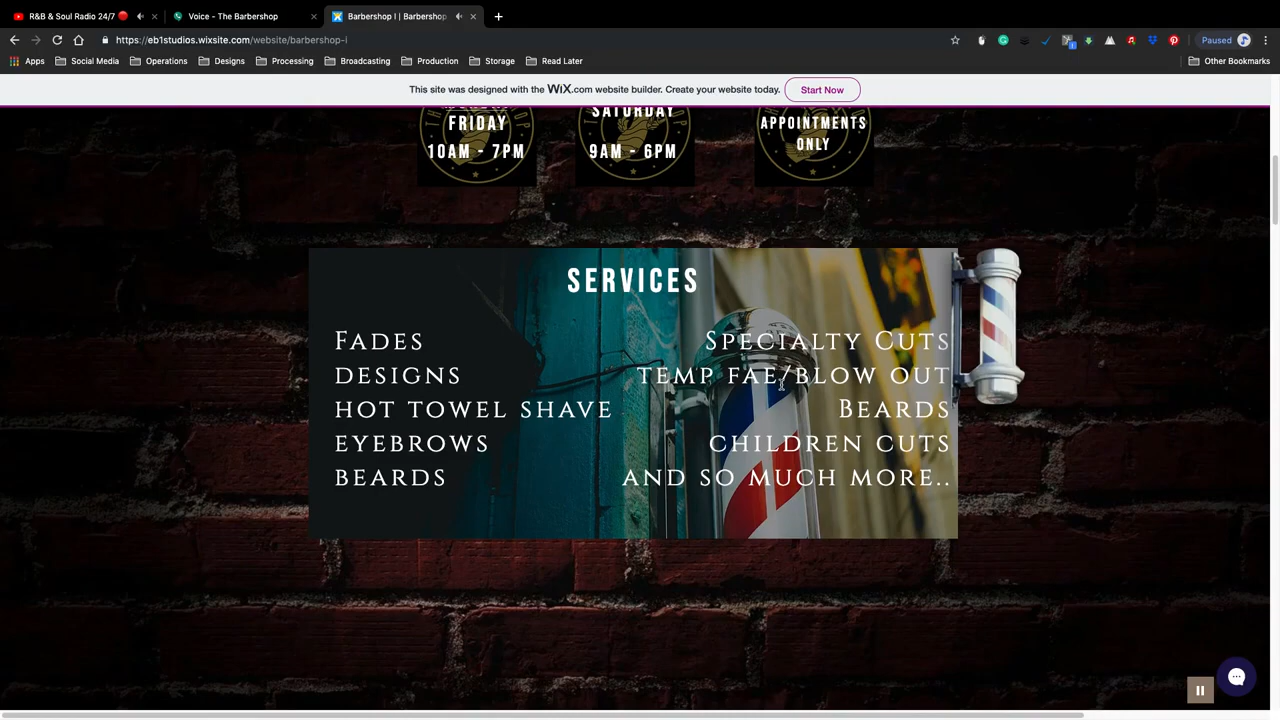 R&B & Soul Radio 24/7
Voice - The Barbershop
Barbershop I | Barbershop
https://eb1studios.wixsite.com/website/barbershop-i
Paused
Apps
Social Media
Operations
Designs
Processing
Broadcasting
Production
Storage
Read Later
Other Bookmarks
This site was designed with the WiX.com website builder. Create your website today.
Start Now
FRIDAY
10AM - 7PM
SATURDAY
9AM - 6PM
APPOINTMENTS
ONLY
SERVICES
Fades
DESIGNS
HOT TOWEL SHAVE
EYEBROWS
BEARDS
Specialty Cuts
TEMP FAE/BLOW OUT
Beards
CHILDREN CUTS
AND SO MUCH MORE..